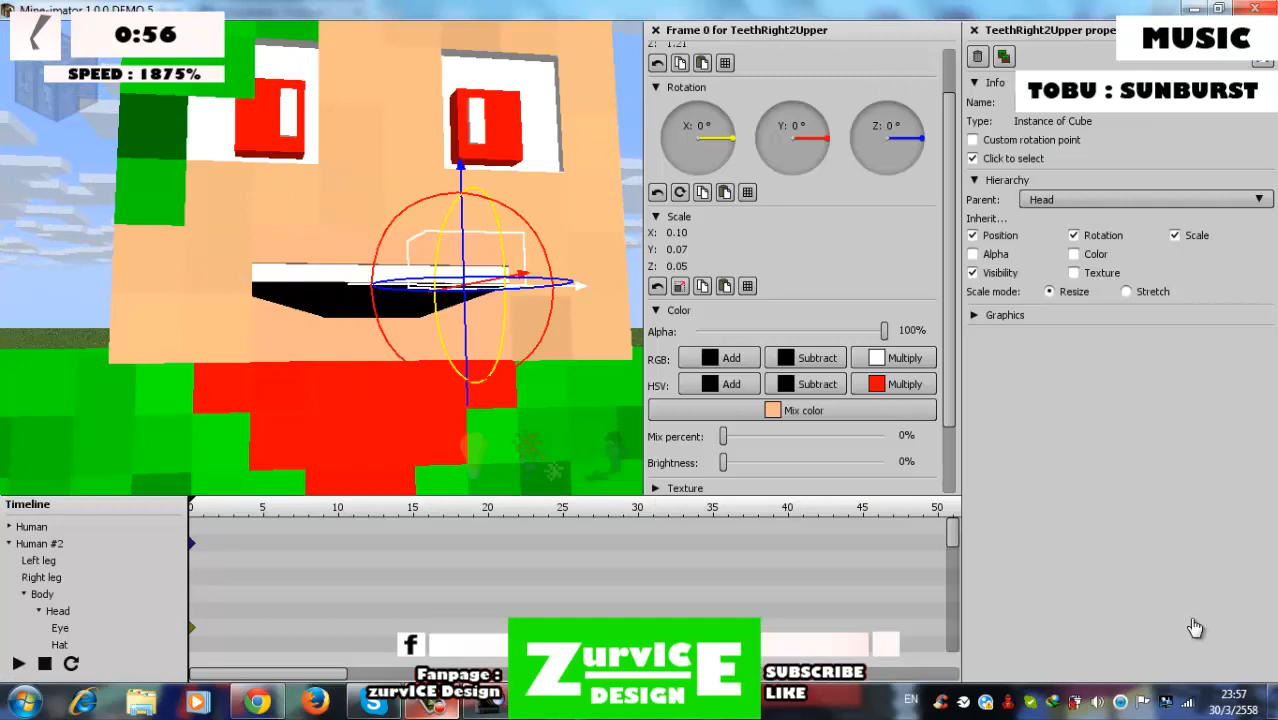 Mine-imator 1.0.0 DEMO 5
0:56
SPEED : 1875%
MUSIC
TOBU : SUNBURST
Frame 0 for TeethRight2Upper
Z: 1.21
Rotation
X: 0 °
Y: 0 °
Z: 0 °
Scale
X: 0.10
Y: 0.07
Z: 0.05
Color
Alpha:
100%
RGB:
Add
Subtract
Multiply
HSV:
Add
Subtract
Multiply
Mix color
Mix percent:
0%
Brightness:
0%
Texture
TeethRight2Upper prope
Info
Name:
Type: Instance of Cube
Custom rotation point
Click to select
Hierarchy
Parent: Head
Inherit...
Position
Rotation
Scale
Alpha
Color
Visibility
Texture
Scale mode:
Resize
Stretch
Graphics
Timeline
0 5 10 15 20 25 30 35 40 45 50
Human
Human #2
Left leg
Right leg
Body
Head
Eye
Hat
f
Fanpage :
zurvICE Design
ZurvIcE
DESIGN
SUBSCRIBE
LIKE
EN
23:57
30/3/2558